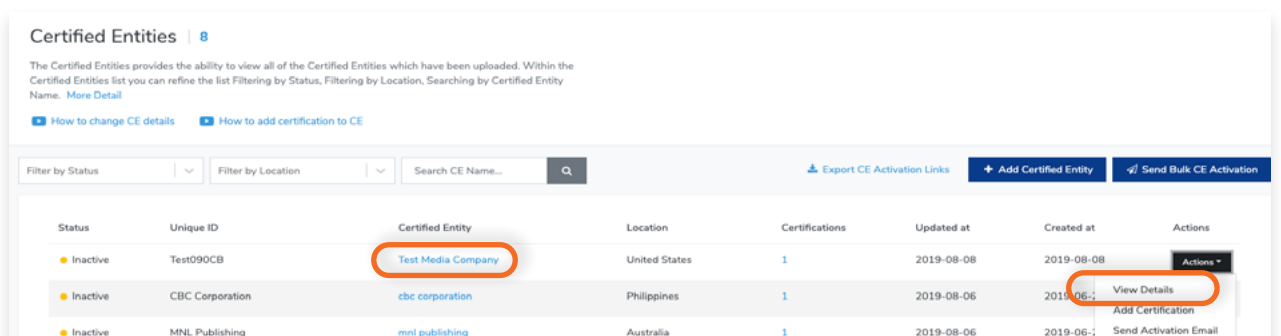 Certified Entities | 8
The Certified Entities provides the ability to view all of the Certified Entities which have been uploaded. Within the
Certified Entities list you can refine the list Filtering by Status, Filtering by Location, Searching by Certified Entity
Name. More Detail
How to change CE details How to add certification to CE
Filter by Status Filter by Location Search CE Name... Export CE Activation Links + Add Certified Entity Send Bulk CE Activation
Status Unique ID Certified Entity Location Certifications Updated at Created at Actions
Inactive Test090CB Test Media Company United States 1 2019-08-08 2019-08-08 Actions
Inactive CBC Corporation cbc corporation Philippines 1 2019-08-06 2019-06-2 View Details
Add Certification
Inactive MNL Publishing mnl publishing Australia 1 2019-08-06 2019-06- Send Activation Email